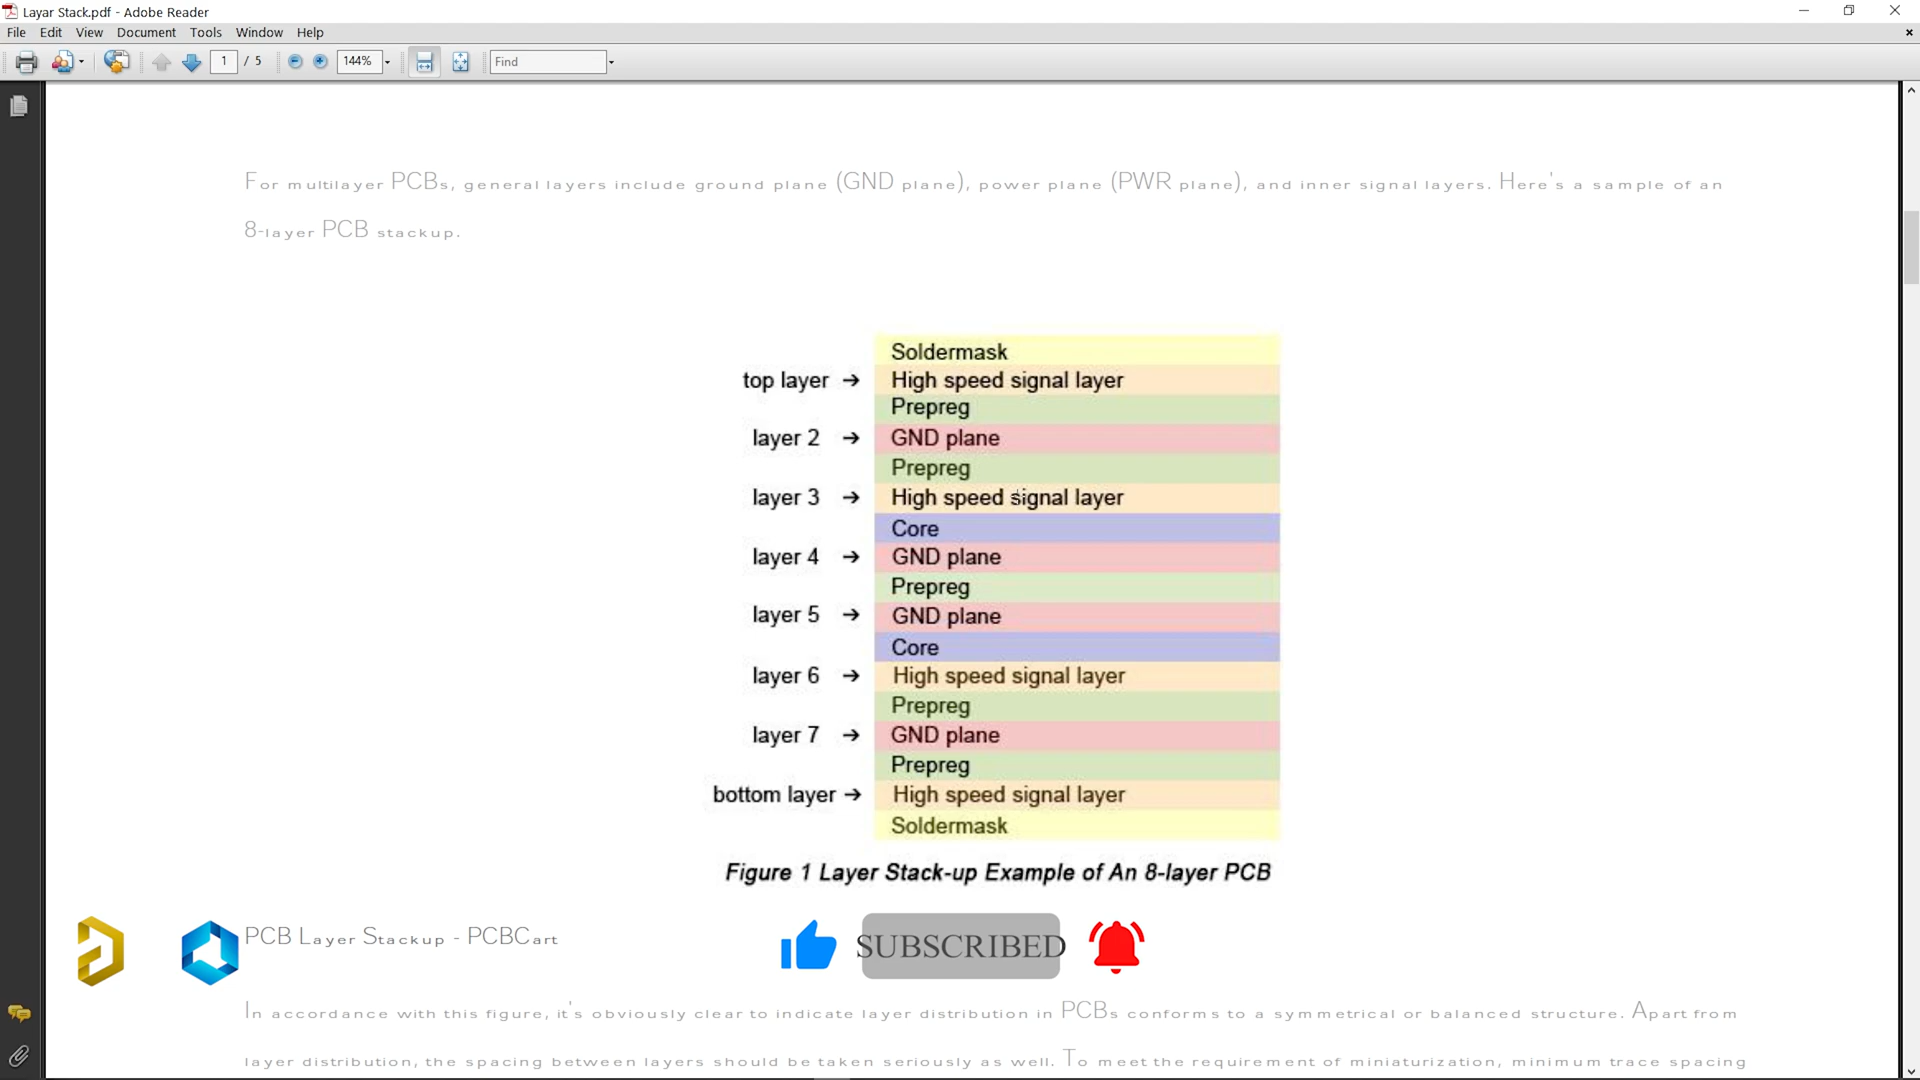 Layar Stack.pdf - Adobe Reader
File Edit View Document Tools Window Help
1 / 5 144% Find
For multilayer PCBs, general layers include ground plane (GND plane), power plane (PWR plane), and inner signal layers. Here's a sample of an
8-layer PCB stackup.
Soldermask
top layer → High speed signal layer
Prepreg
layer 2 → GND plane
Prepreg
layer 3 → High speed signal layer
Core
layer 4 → GND plane
Prepreg
layer 5 → GND plane
Core
layer 6 → High speed signal layer
Prepreg
layer 7 → GND plane
Prepreg
bottom layer → High speed signal layer
Soldermask
Figure 1 Layer Stack-up Example of An 8-layer PCB
PCB Layer Stackup - PCBCart
SUBSCRIBED
In accordance with this figure, it's obviously clear to indicate layer distribution in PCBs conforms to a symmetrical or balanced structure. Apart from
layer distribution, the spacing between layers should be taken seriously as well. To meet the requirement of miniaturization, minimum trace spacing